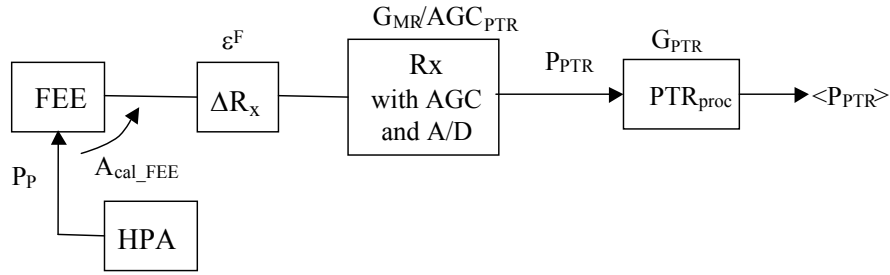 G_MR/AGC_PTR
ε^F
G_PTR
FEE
ΔR_x
Rx
with AGC
and A/D
P_PTR
PTR_proc
<P_PTR>
P_P
A_cal_FEE
HPA